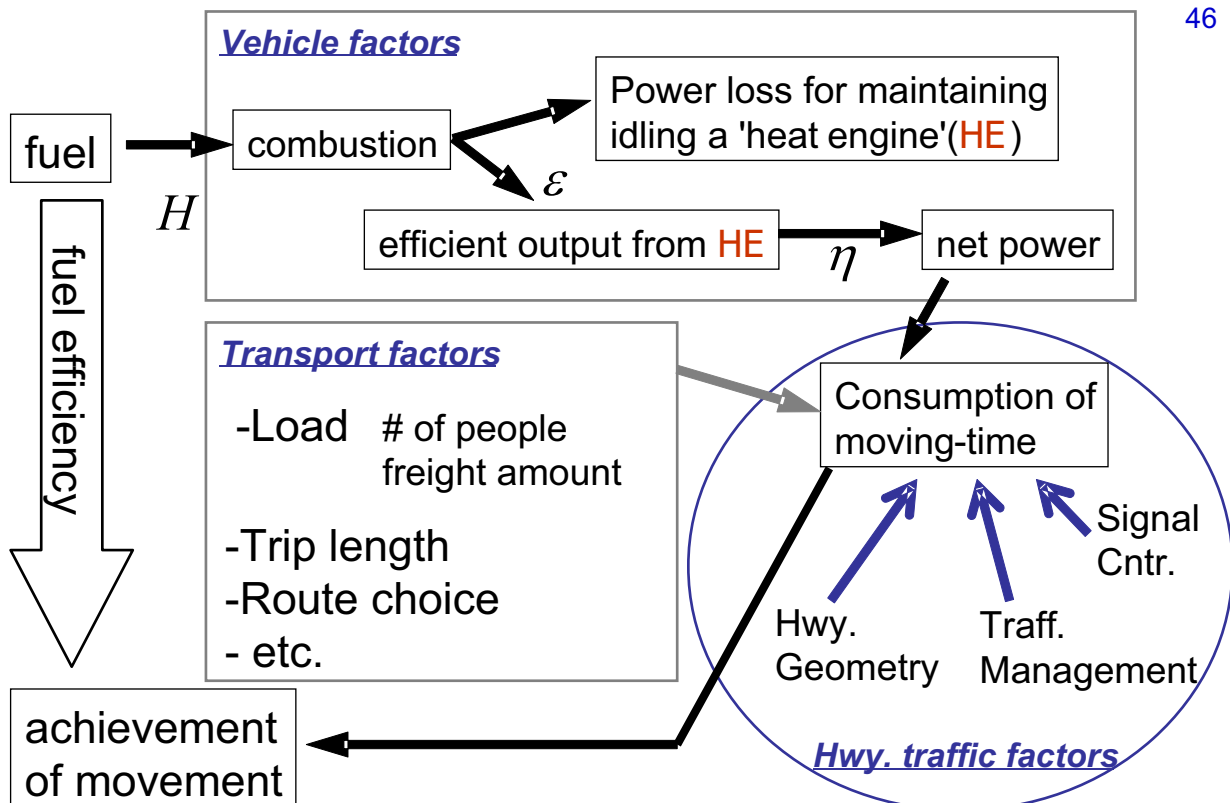 46
Vehicle factors
fuel
H
combustion
Power loss for maintaining
idling a 'heat engine'(HE)
ε
efficient output from HE
η
net power
fuel efficiency
Transport factors
-Load # of people
freight amount
-Trip length
-Route choice
- etc.
Consumption of
moving-time
Signal
Cntr.
Hwy.
Geometry
Traff.
Management
Hwy. traffic factors
achievement
of movement